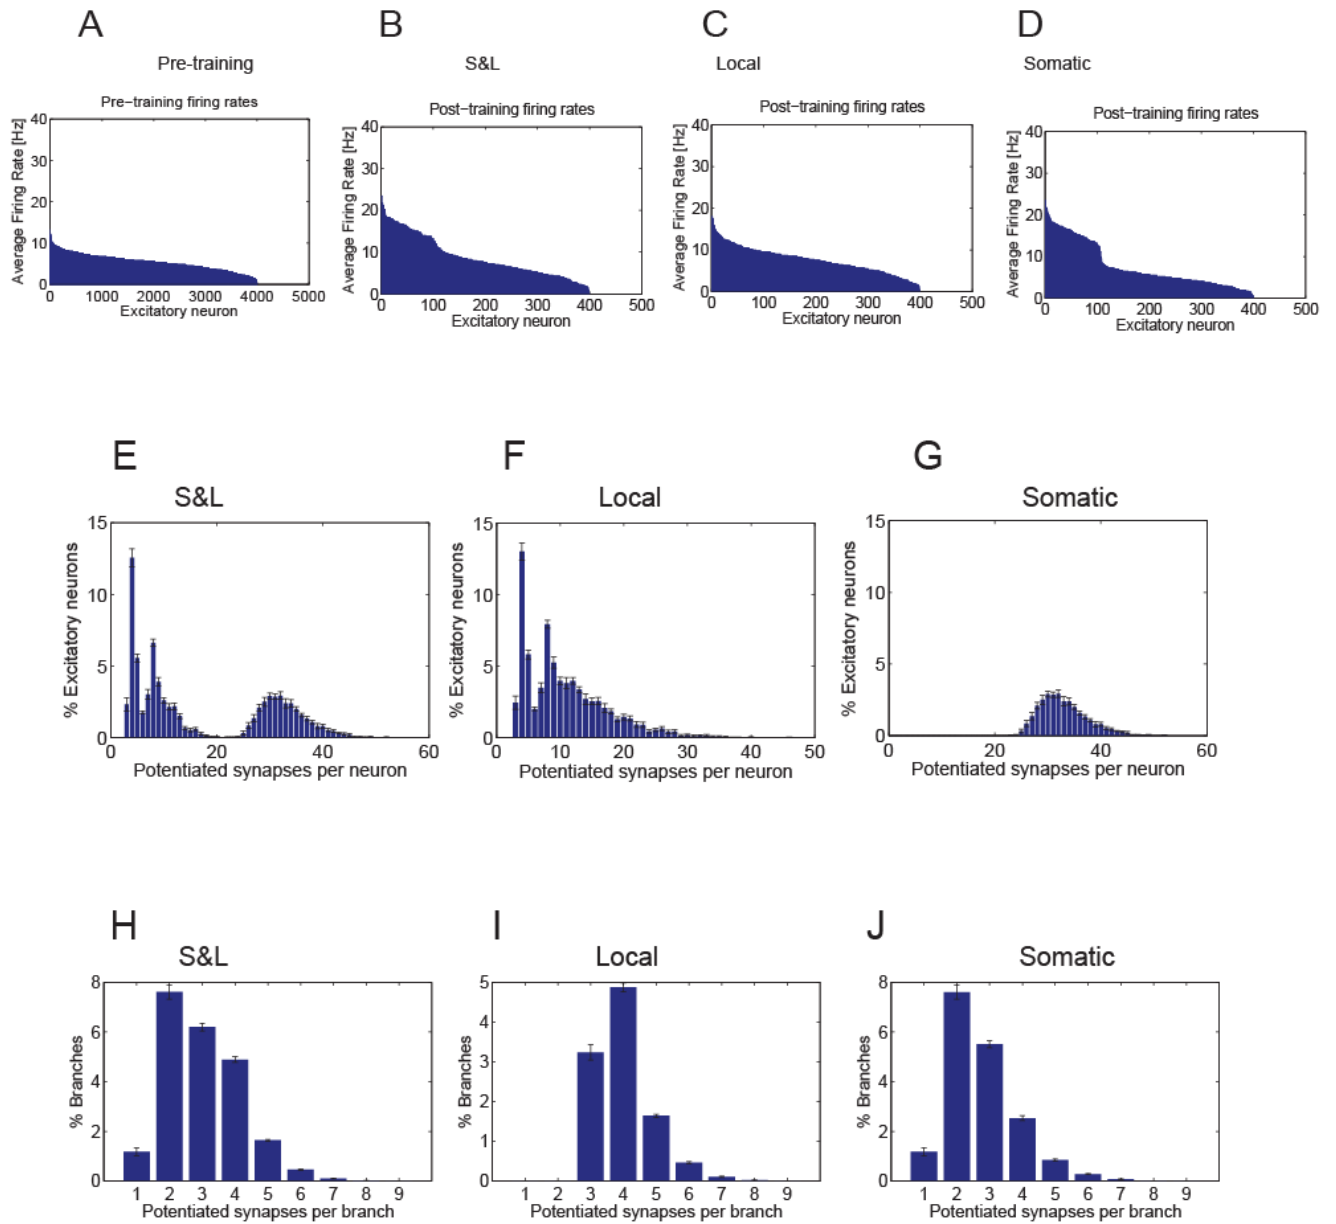 A
B
C
D
Pre-training
S&L
Local
Somatic
Pre-training firing rates
Post-training firing rates
Post-training firing rates
Post-training firing rates
Average Firing Rate [Hz]
40
30
20
10
0
0 1000 2000 3000 4000 5000
Excitatory neuron
Average Firing Rate [Hz]
40
30
20
10
0
0 100 200 300 400 500
Excitatory neuron
Average Firing Rate [Hz]
40
30
20
10
0
0 100 200 300 400 500
Excitatory neuron
Average Firing Rate [Hz]
40
30
20
10
0
0 100 200 300 400 500
Excitatory neuron
E
F
G
S&L
Local
Somatic
% Excitatory neurons
15
10
5
0
0 20 40 60
Potentiated synapses per neuron
% Excitatory neurons
15
10
5
0
0 10 20 30 40 50
Potentiated synapses per neuron
% Excitatory neurons
15
10
5
0
0 20 40 60
Potentiated synapses per neuron
H
I
J
S&L
Local
Somatic
% Branches
8
6
4
2
0
1 2 3 4 5 6 7 8 9
Potentiated synapses per branch
% Branches
5
4
3
2
1
0
1 2 3 4 5 6 7 8 9
Potentiated synapses per branch
% Branches
8
6
4
2
0
1 2 3 4 5 6 7 8 9
Potentiated synapses per branch